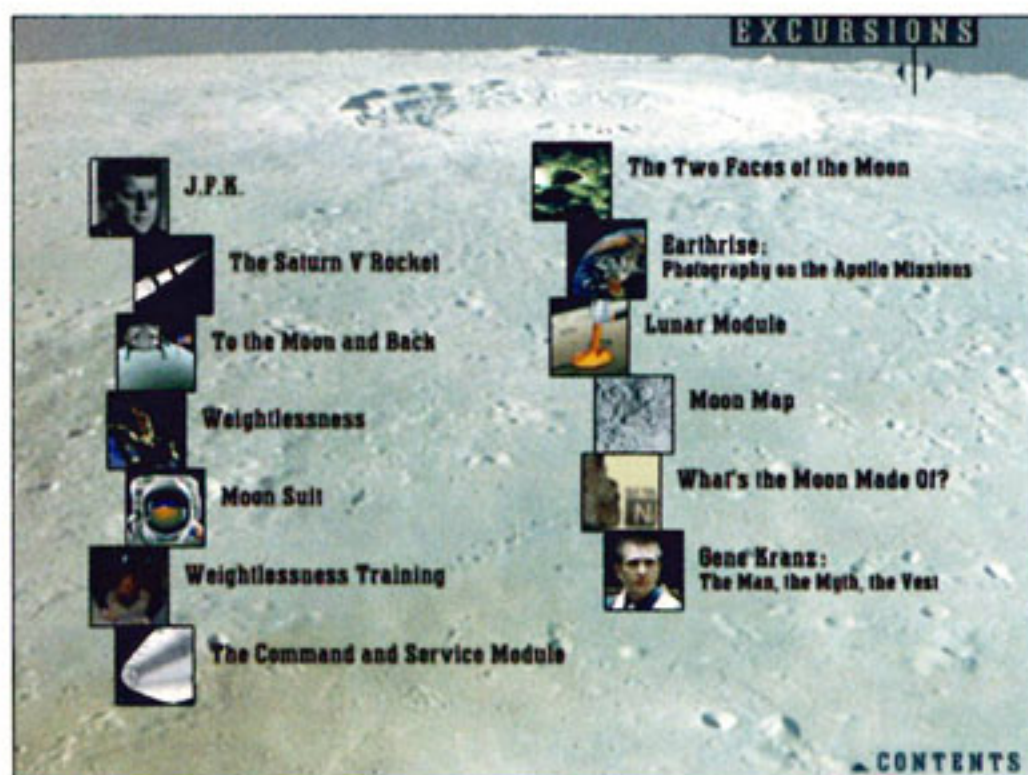 EXCURSIONS
J.F.K.
The Saturn V Rocket
To the Moon and Back
Weightlessness
Moon Suit
Weightlessness Training
The Command and Service Module
The Two Faces of the Moon
Earthrise:
Photography on the Apollo Missions
Lunar Module
Moon Map
What's the Moon Made Of?
N
Gene Kranz:
The Man, the Myth, the Vest
CONTENTS